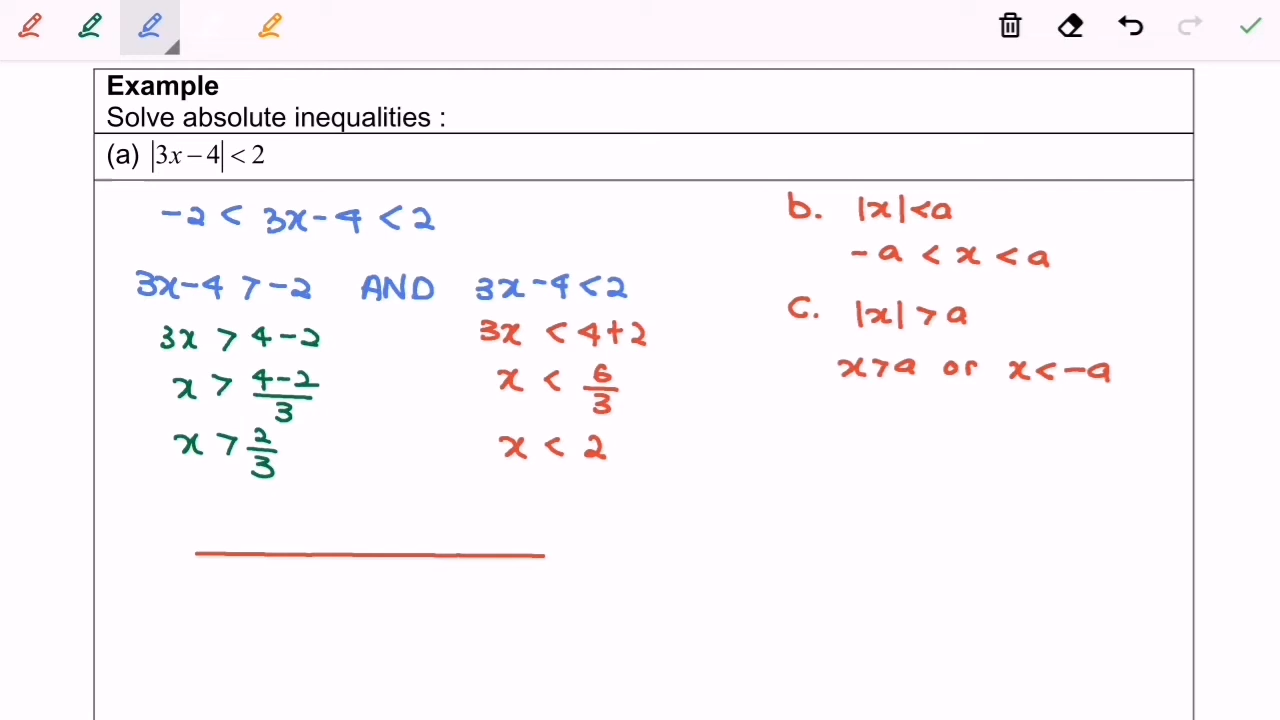 Example
Solve absolute inequalities :
(a) |3x − 4| < 2
-2 < 3x - 4 < 2
3x - 4 > -2 AND 3x - 4 < 2
3x > 4 - 2 3x < 4 + 2
x > 4-2/3 x < 6/3
x > 2/3 x < 2
b. |x| < a
-a < x < a
c. |x| > a
x > a or x < -a